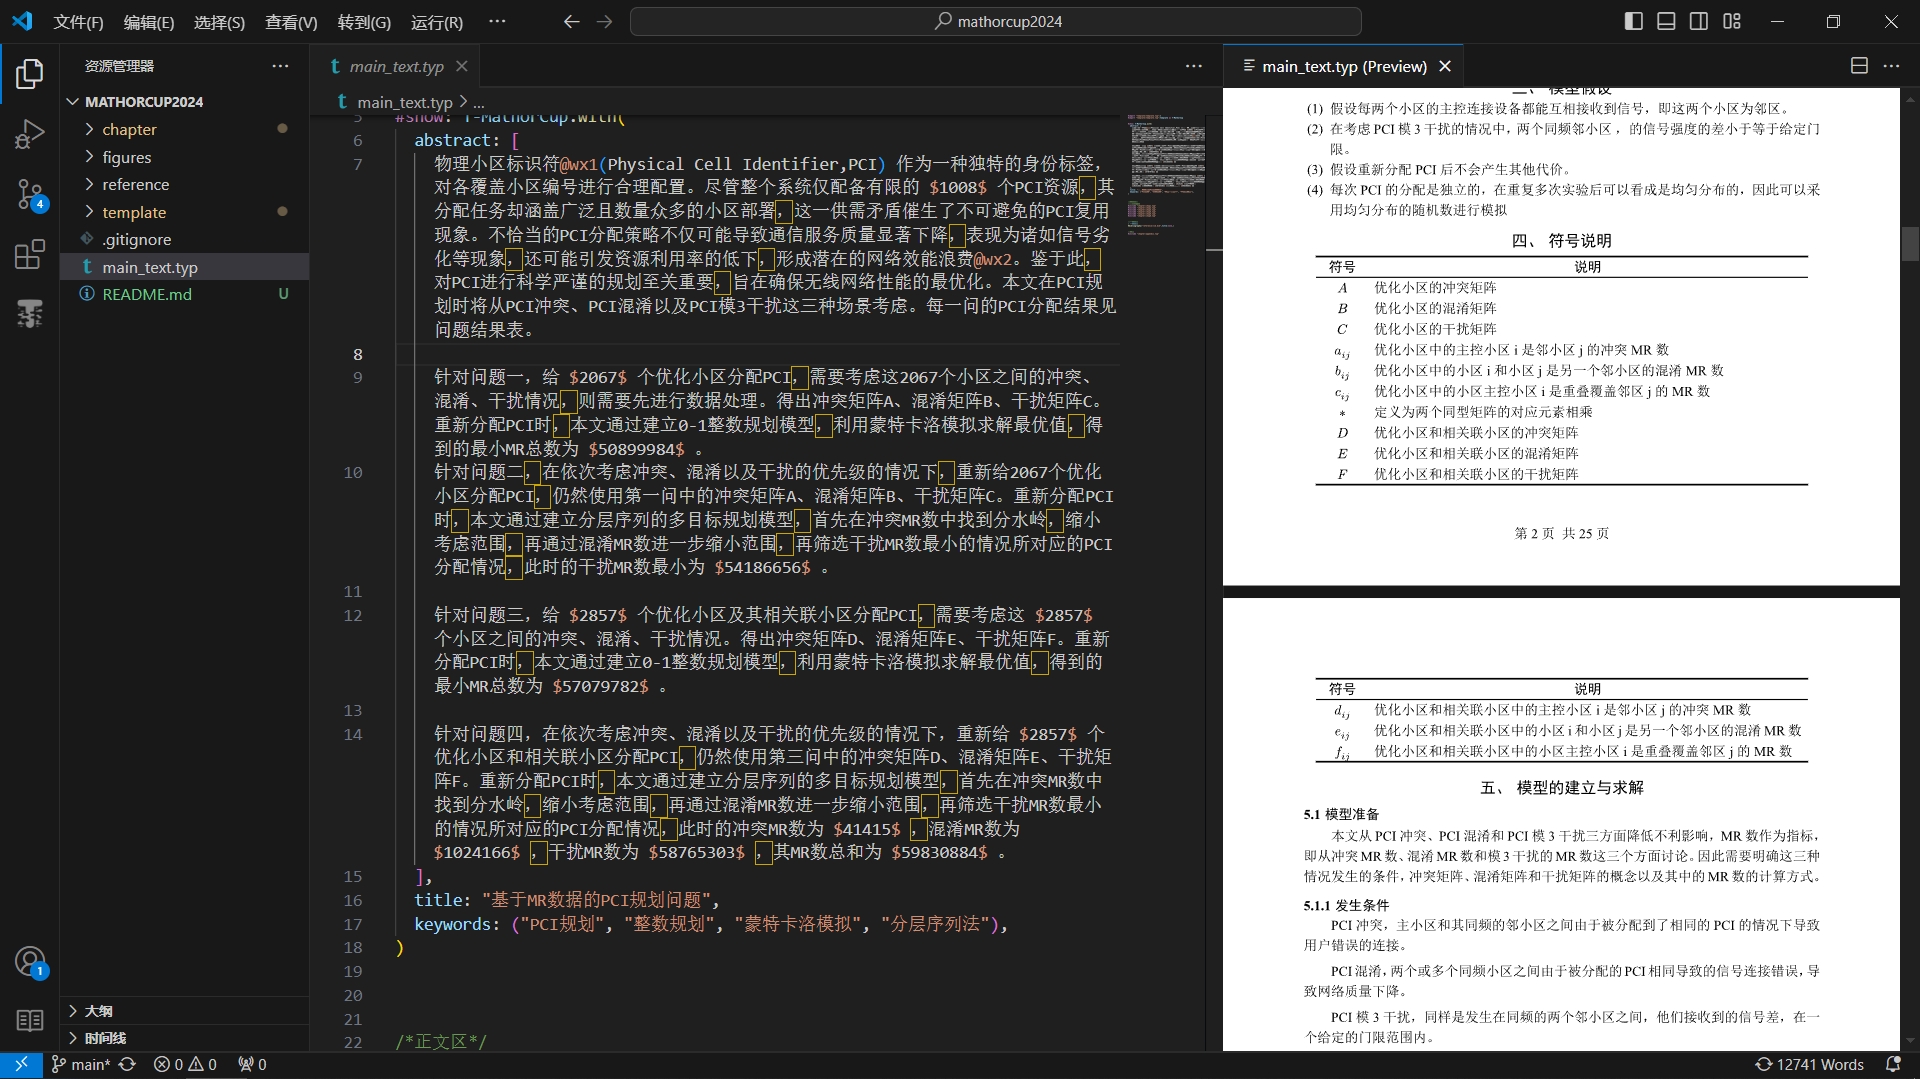 文件(F) 编辑(E) 选择(S) 查看(V) 转到(G) 运行(R) ···
mathorcup2024
资源管理器
MATHORCUP2024
chapter
figures
reference
template
.gitignore
main_text.typ
README.md U
大纲
时间线
4
1
main_text.typ
main_text.typ > ...
5 #show: T-MathorCup.with(
6 abstract: [
7 物理小区标识符@wx1(Physical Cell Identifier,PCI) 作为一种独特的身份标签，
对各覆盖小区编号进行合理配置。尽管整个系统仅配备有限的 $1008$ 个PCI资源，其
分配任务却涵盖广泛且数量众多的小区部署，这一供需矛盾催生了不可避免的PCI复用
现象。不恰当的PCI分配策略不仅可能导致通信服务质量显著下降，表现为诸如信号劣
化等现象，还可能引发资源利用率的低下，形成潜在的网络效能浪费@wx2。鉴于此，
对PCI进行科学严谨的规划至关重要，旨在确保无线网络性能的最优化。本文在PCI规
划时将从PCI冲突、PCI混淆以及PCI模3干扰这三种场景考虑。每一问的PCI分配结果见
问题结果表。
8
9 针对问题一，给 $2067$ 个优化小区分配PCI，需要考虑这2067个小区之间的冲突、
混淆、干扰情况，则需要先进行数据处理。得出冲突矩阵A、混淆矩阵B、干扰矩阵C。
重新分配PCI时，本文通过建立0-1整数规划模型，利用蒙特卡洛模拟求解最优值，得
到的最小MR总数为 $50899984$ 。
10 针对问题二，在依次考虑冲突、混淆以及干扰的优先级的情况下，重新给2067个优化
小区分配PCI，仍然使用第一问中的冲突矩阵A、混淆矩阵B、干扰矩阵C。重新分配PCI
时，本文通过建立分层序列的多目标规划模型，首先在冲突MR数中找到分水岭，缩小
考虑范围，再通过混淆MR数进一步缩小范围，再筛选干扰MR数最小的情况所对应的PCI
分配情况，此时的干扰MR数最小为 $54186656$ 。
11
12 针对问题三，给 $2857$ 个优化小区及其相关联小区分配PCI，需要考虑这 $2857$
个小区之间的冲突、混淆、干扰情况。得出冲突矩阵D、混淆矩阵E、干扰矩阵F。重新
分配PCI时，本文通过建立0-1整数规划模型，利用蒙特卡洛模拟求解最优值，得到的
最小MR总数为 $57079782$ 。
13
14 针对问题四，在依次考虑冲突、混淆以及干扰的优先级的情况下，重新给 $2857$ 个
优化小区和相关联小区分配PCI，仍然使用第三问中的冲突矩阵D、混淆矩阵E、干扰矩
阵F。重新分配PCI时，本文通过建立分层序列的多目标规划模型，首先在冲突MR数中
找到分水岭，缩小考虑范围，再通过混淆MR数进一步缩小范围，再筛选干扰MR数最小
的情况所对应的PCI分配情况，此时的冲突MR数为 $41415$ ，混淆MR数为
$1024166$ ，干扰MR数为 $58765303$ ，其MR数总和为 $59830884$ 。
15 ],
16 title: "基于MR数据的PCI规划问题",
17 keywords: ("PCI规划", "整数规划", "蒙特卡洛模拟", "分层序列法"),
18 )
19
20
21
22 /*正文区*/
main_text.typ (Preview)
三、 模型假设
(1) 假设每两个小区的主控连接设备都能互相接收到信号，即这两个小区为邻区。
(2) 在考虑 PCI 模 3 干扰的情况中，两个同频邻小区 ，的信号强度的差小于等于给定门
限。
(3) 假设重新分配 PCI 后不会产生其他代价。
(4) 每次 PCI 的分配是独立的，在重复多次实验后可以看成是均匀分布的，因此可以采
用均匀分布的随机数进行模拟
四、 符号说明
符号 说明
A 优化小区的冲突矩阵
B 优化小区的混淆矩阵
C 优化小区的干扰矩阵
aij 优化小区中的主控小区 i 是邻小区 j 的冲突 MR 数
bij 优化小区中的小区 i 和小区 j 是另一个邻小区的混淆 MR 数
cij 优化小区中的小区主控小区 i 是重叠覆盖邻区 j 的 MR 数
* 定义为两个同型矩阵的对应元素相乘
D 优化小区和相关联小区的冲突矩阵
E 优化小区和相关联小区的混淆矩阵
F 优化小区和相关联小区的干扰矩阵
第 2 页 共 25 页
符号 说明
dij 优化小区和相关联小区中的主控小区 i 是邻小区 j 的冲突 MR 数
eij 优化小区和相关联小区中的小区 i 和小区 j 是另一个邻小区的混淆 MR 数
fij 优化小区和相关联小区中的小区主控小区 i 是重叠覆盖邻区 j 的 MR 数
五、 模型的建立与求解
5.1 模型准备
本文从 PCI 冲突、PCI 混淆和 PCI 模 3 干扰三方面降低不利影响，MR 数作为指标，
即从冲突 MR 数、混淆 MR 数和模 3 干扰的 MR 数这三个方面讨论。因此需要明确这三种
情况发生的条件，冲突矩阵、混淆矩阵和干扰矩阵的概念以及其中的 MR 数的计算方式。
5.1.1 发生条件
PCI 冲突，主小区和其同频的邻小区之间由于被分配到了相同的 PCI 的情况下导致
用户错误的连接。
PCI 混淆，两个或多个同频小区之间由于被分配的 PCI 相同导致的信号连接错误，导
致网络质量下降。
PCI 模 3 干扰，同样是发生在同频的两个邻小区之间，他们接收到的信号差，在一
个给定的门限范围内。
main* 0 0 0 12741 Words